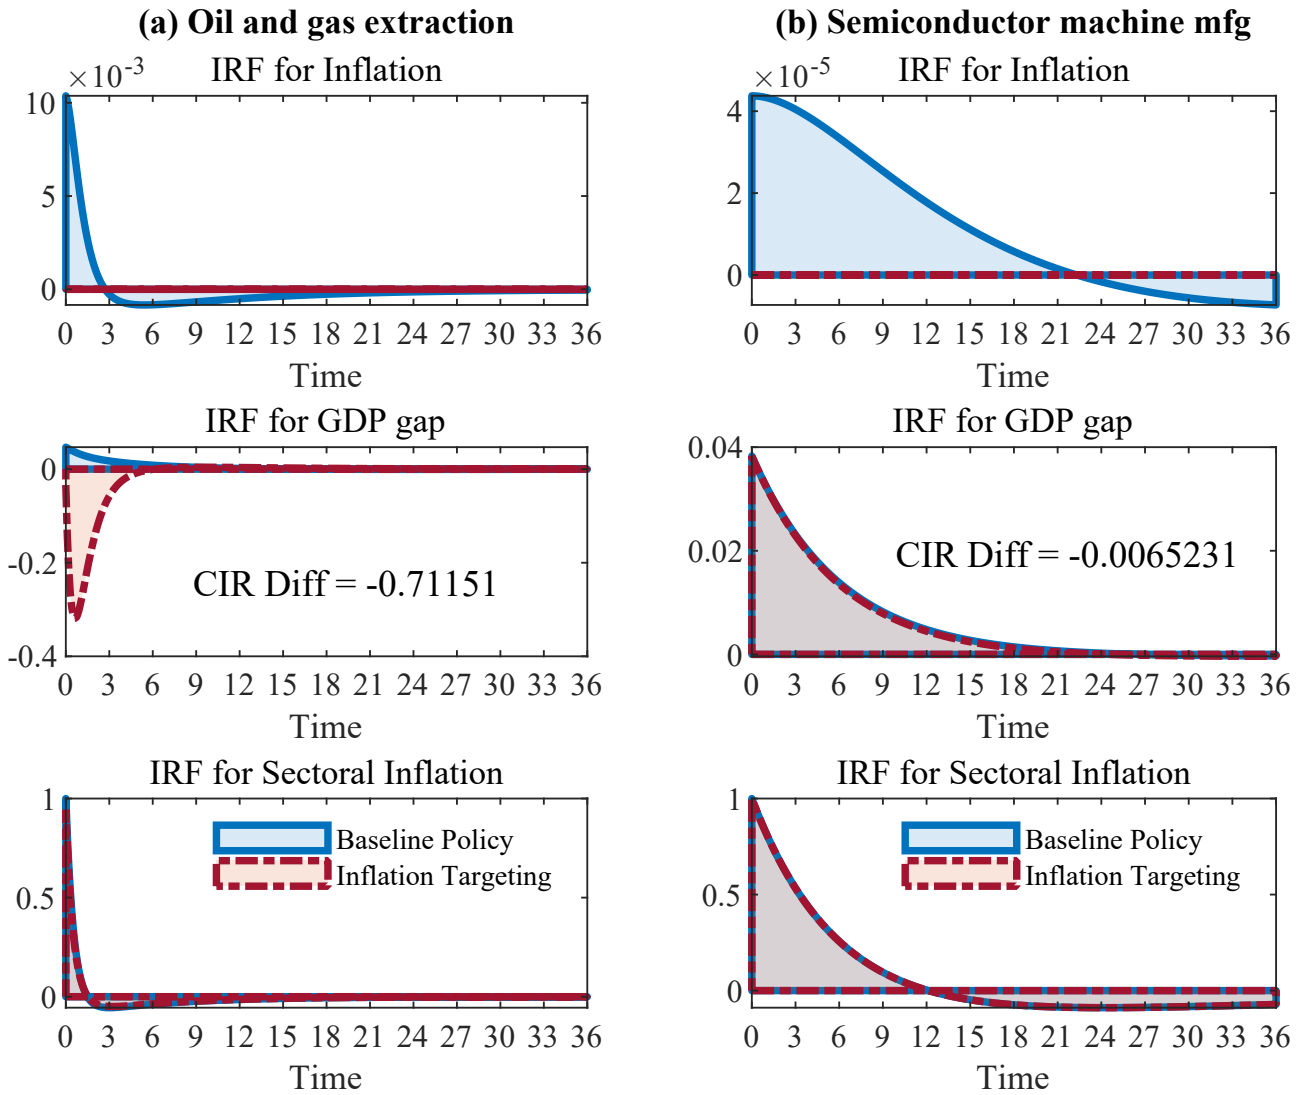 (a) Oil and gas extraction
×10⁻³ IRF for Inflation
10
5
0
0 3 6 9 12 15 18 21 24 27 30 33 36
Time
IRF for GDP gap
0
-0.2
CIR Diff = -0.71151
-0.4
0 3 6 9 12 15 18 21 24 27 30 33 36
Time
IRF for Sectoral Inflation
1
Baseline Policy
Inflation Targeting
0.5
0
0 3 6 9 12 15 18 21 24 27 30 33 36
Time
(b) Semiconductor machine mfg
×10⁻⁵ IRF for Inflation
4
2
0
0 3 6 9 12 15 18 21 24 27 30 33 36
Time
IRF for GDP gap
0.04
0.02
CIR Diff = -0.0065231
0
0 3 6 9 12 15 18 21 24 27 30 33 36
Time
IRF for Sectoral Inflation
1
Baseline Policy
Inflation Targeting
0.5
0
0 3 6 9 12 15 18 21 24 27 30 33 36
Time